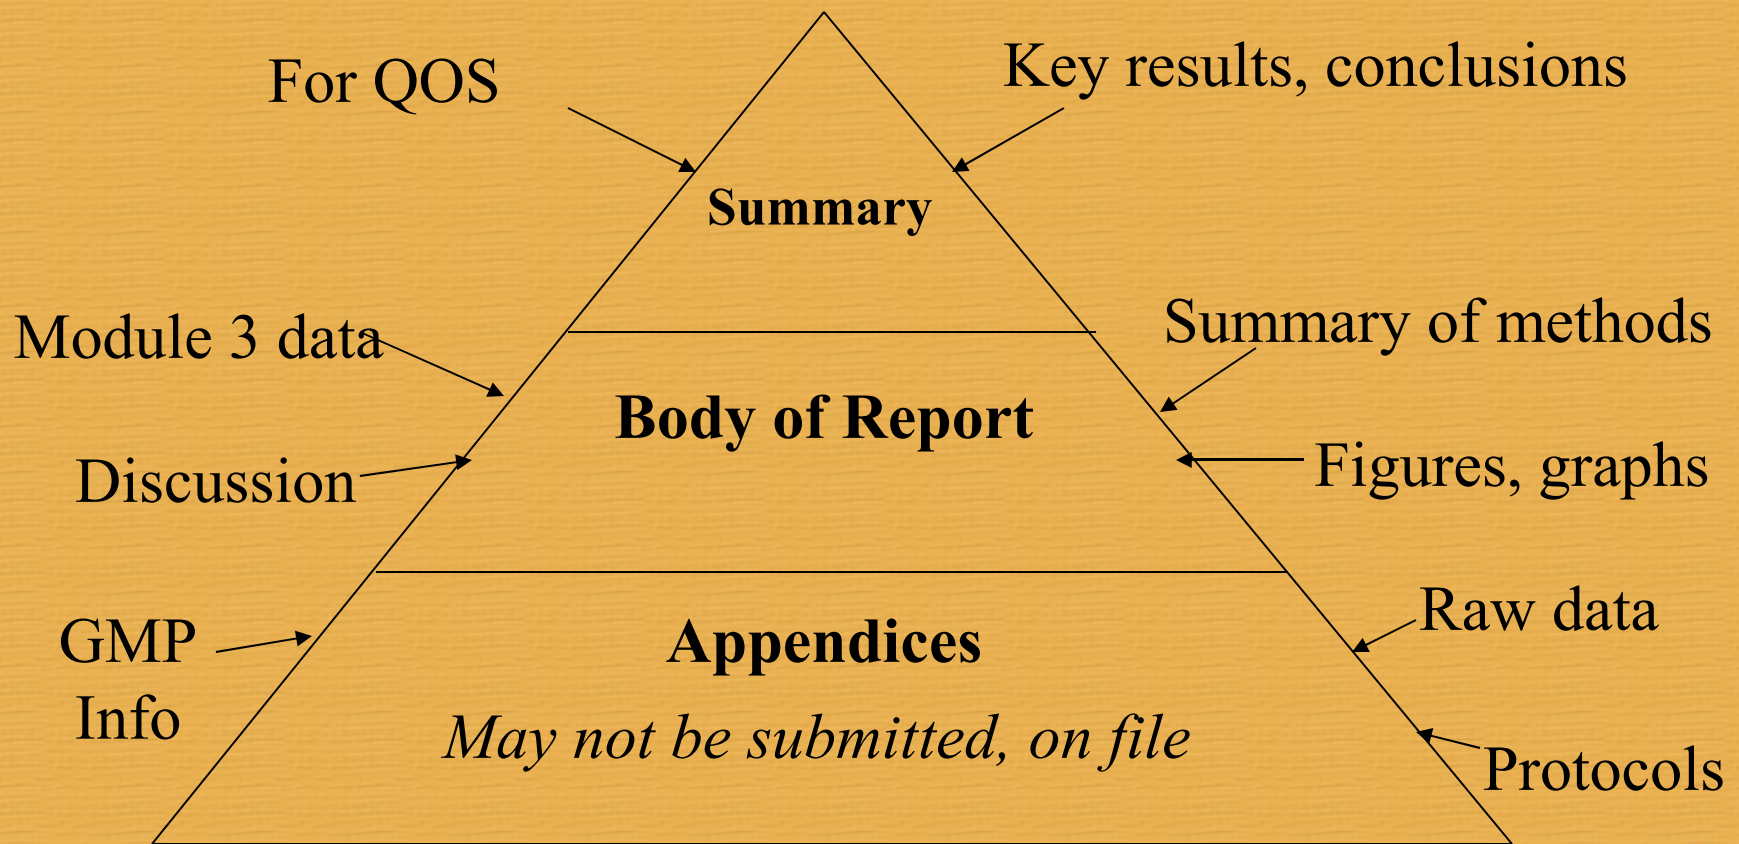 For QOS
Key results, conclusions
Summary
Module 3 data
Summary of methods
Body of Report
Discussion
Figures, graphs
GMP
Info
Appendices
May not be submitted, on file
Raw data
Protocols